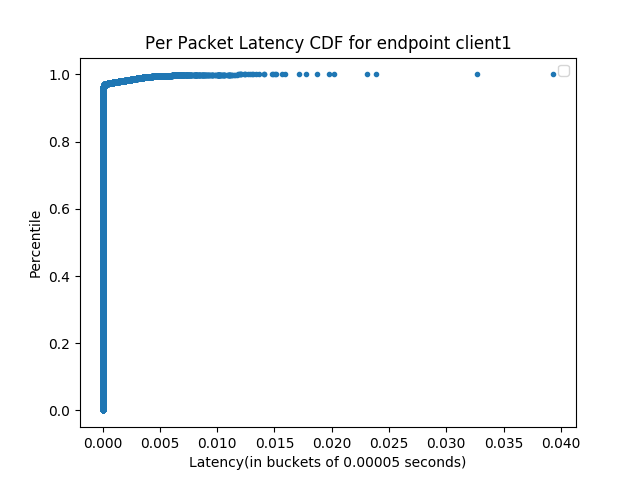 Per Packet Latency CDF for endpoint client1
1.0
0.8
0.6
0.4
0.2
0.0
Percentile
0.000 0.005 0.010 0.015 0.020 0.025 0.030 0.035 0.040
Latency(in buckets of 0.00005 seconds)